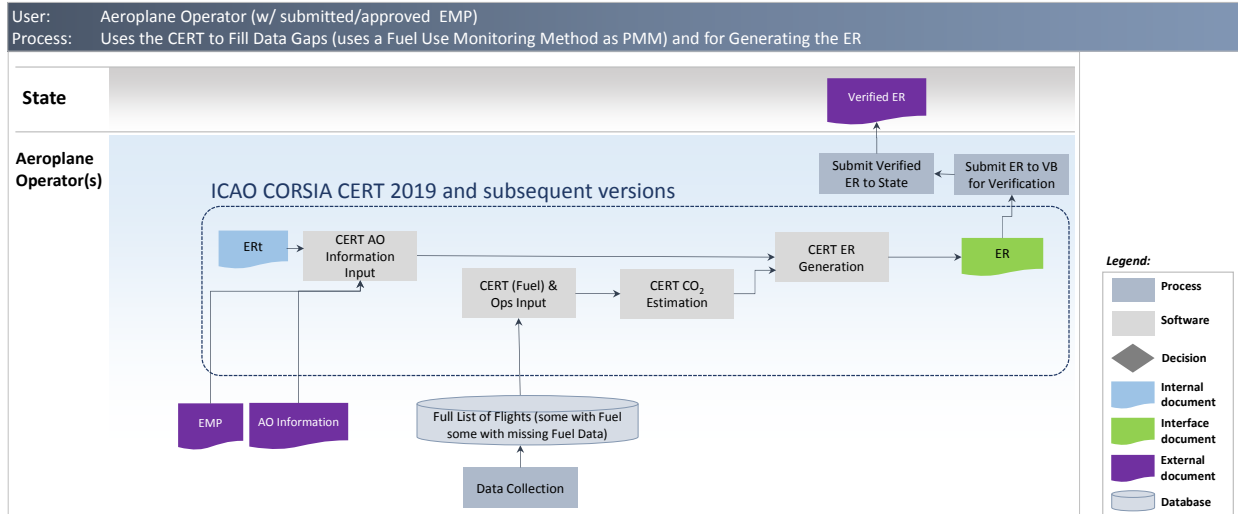 User: Aeroplane Operator (w/ submitted/approved EMP)
Process: Uses the CERT to Fill Data Gaps (uses a Fuel Use Monitoring Method as PMM) and for Generating the ER
State
Verified ER
Aeroplane
Operator(s)
Submit Verified
ER to State
Submit ER to VB
for Verification
ICAO CORSIA CERT 2019 and subsequent versions
ERt
CERT AO
Information
Input
CERT ER
Generation
ER
CERT (Fuel) &
Ops Input
CERT CO₂
Estimation
EMP
AO Information
Full List of Flights (some with Fuel
some with missing Fuel Data)
Data Collection
Legend:
Process
Software
Decision
Internal
document
Interface
document
External
document
Database